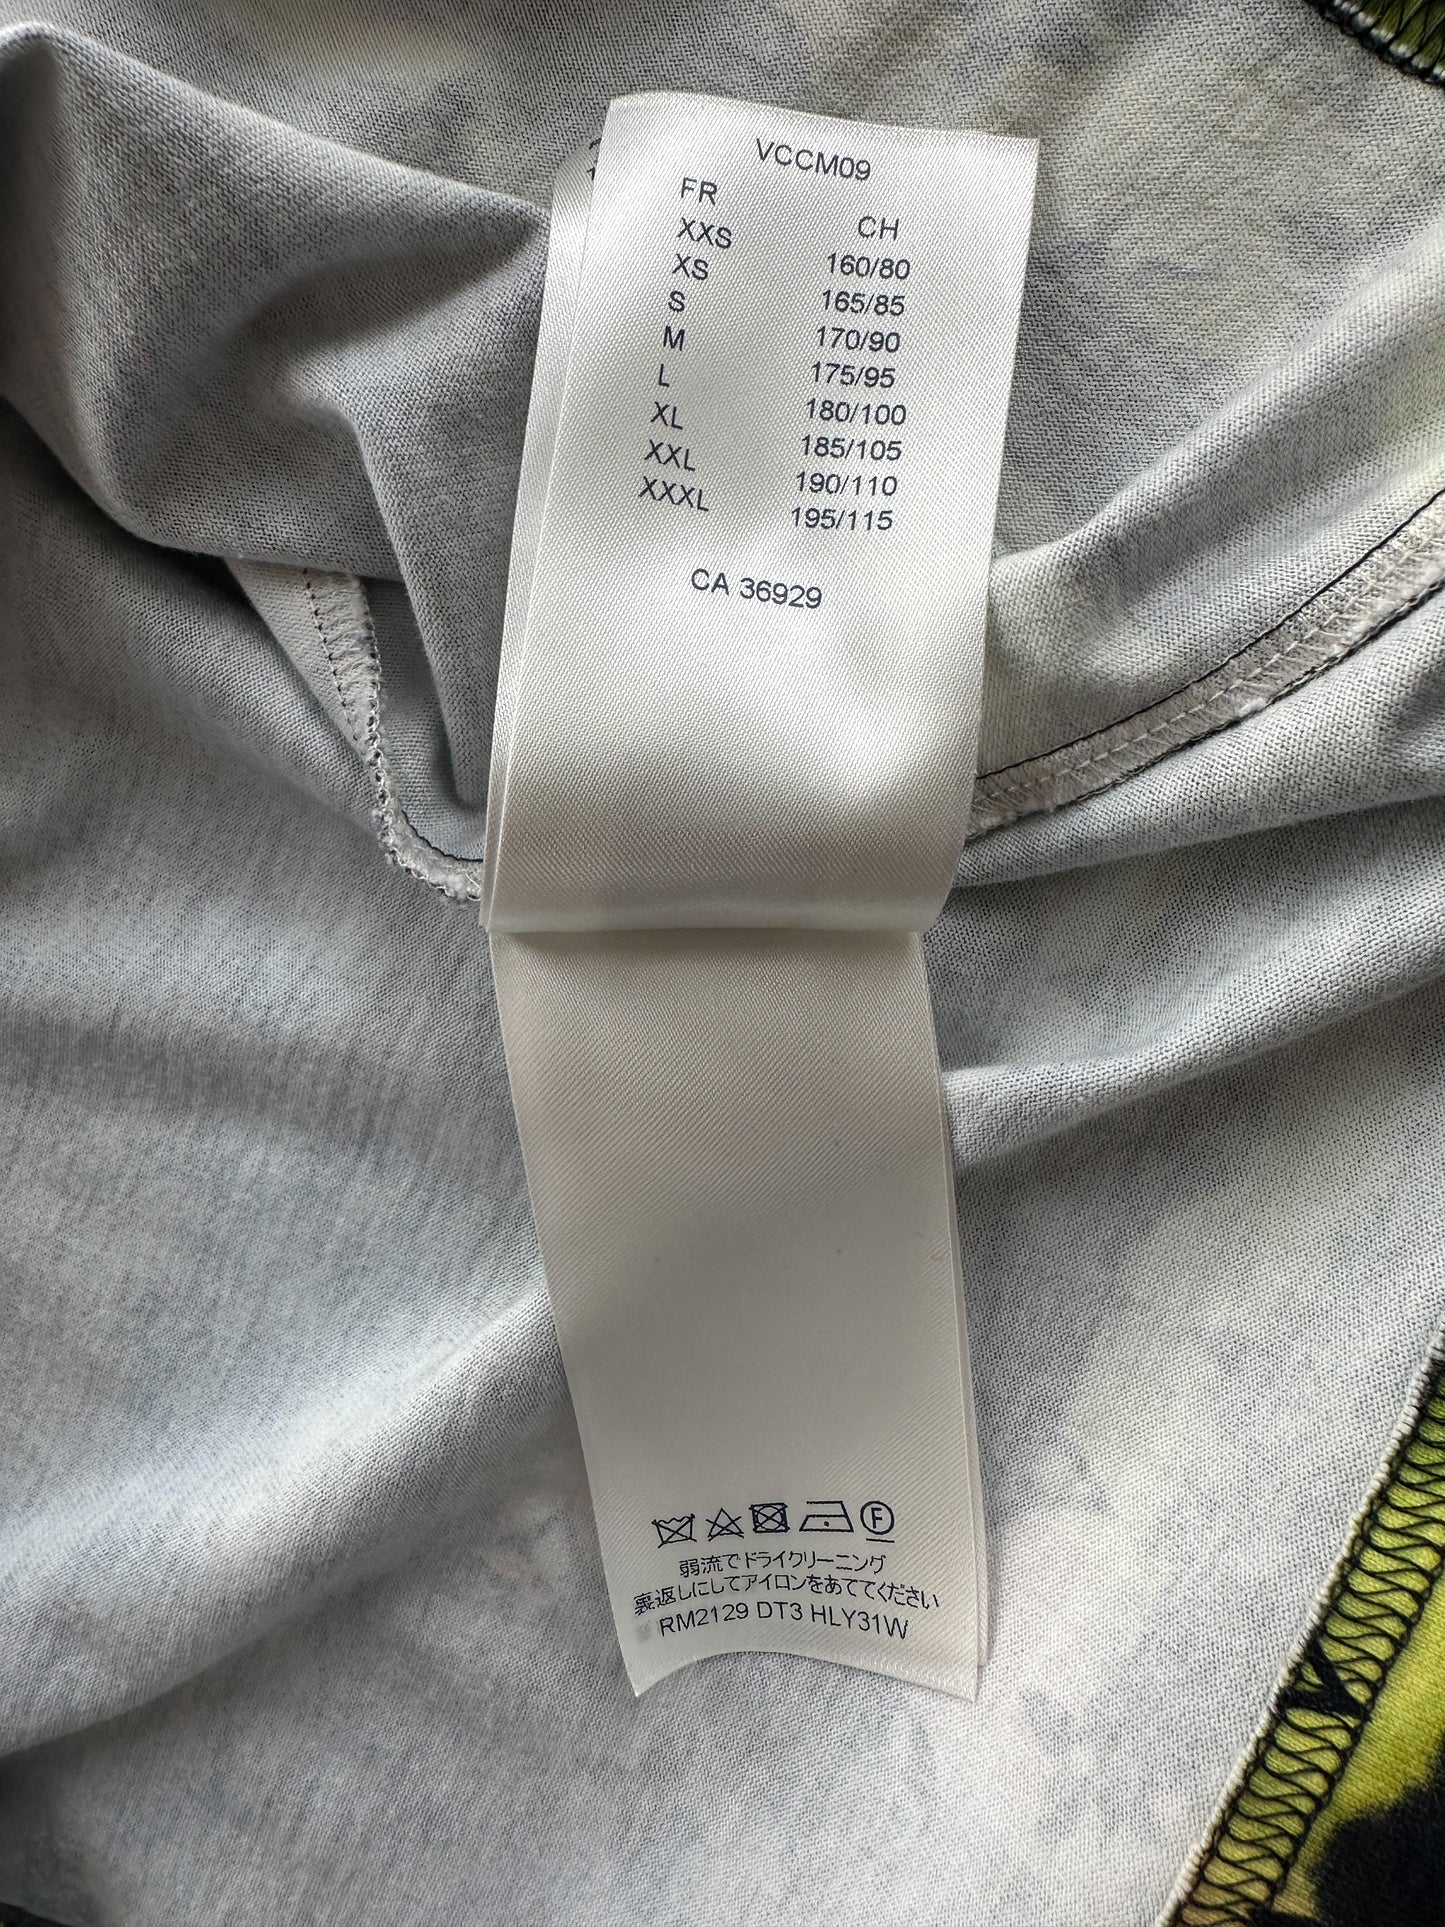 VCCM09
FR CH
XXS 160/80
XS 165/85
S 170/90
M 175/95
L 180/100
XL 185/105
XXL 190/110
XXXL 195/115
CA 36929
F
弱流でドライクリーニング
裏返しにしてアイロンをあててください
RM2129 DT3 HLY31W